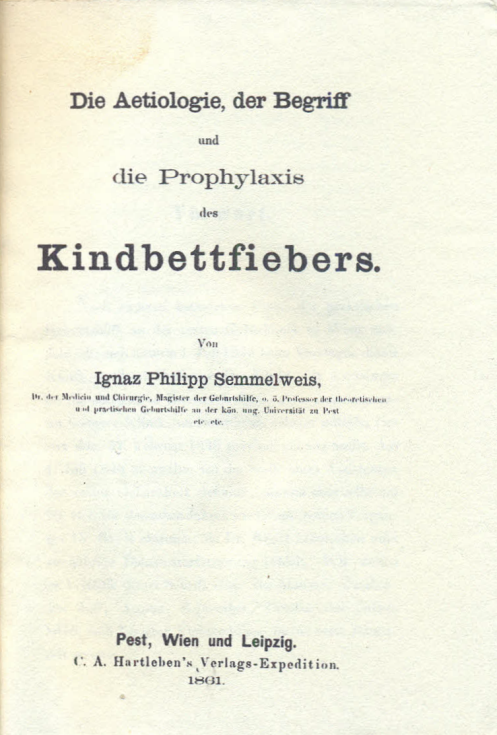 Die Aetiologie, der Begriff
und
die Prophylaxis
des
Kindbettfiebers.
Von
Ignaz Philipp Semmelweis,
Dr. der Medicin und Chirurgie, Magister der Geburtshilfe, o. ö. Professor der theoretischen
und practischen Geburtshilfe an der kön. ung. Universität zu Pest
etc. etc.
Pest, Wien und Leipzig.
C. A. Hartleben's Verlags-Expedition.
1861.